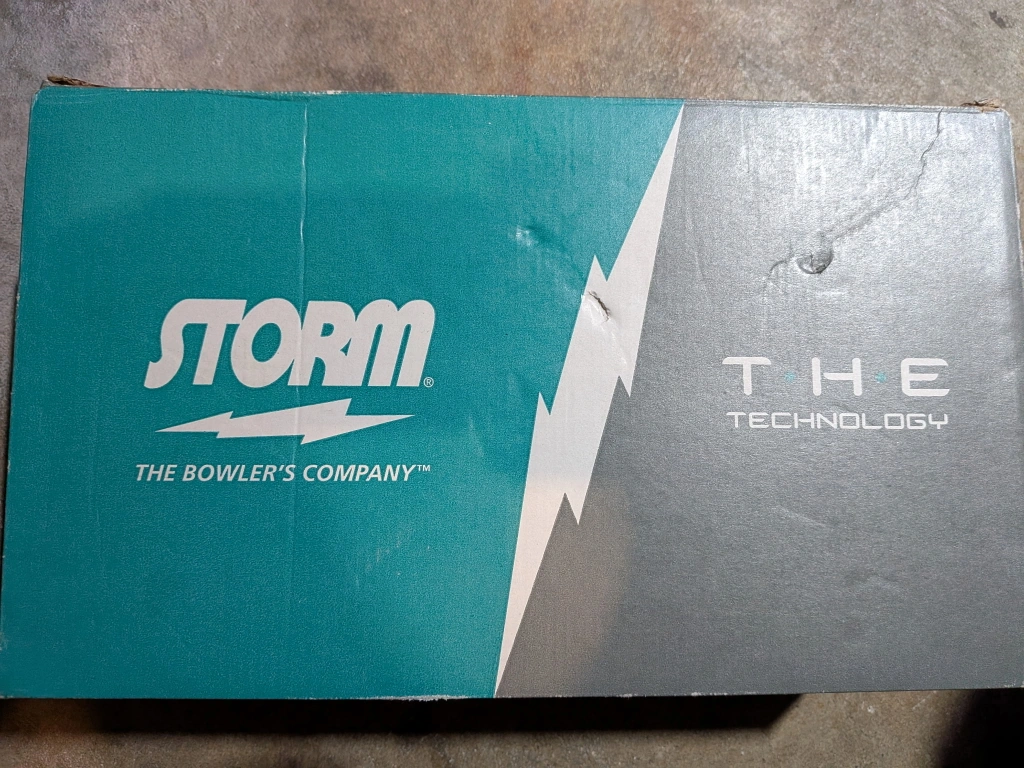 STORM®
THE BOWLER'S COMPANY™
T•H•E
TECHNOLOGY